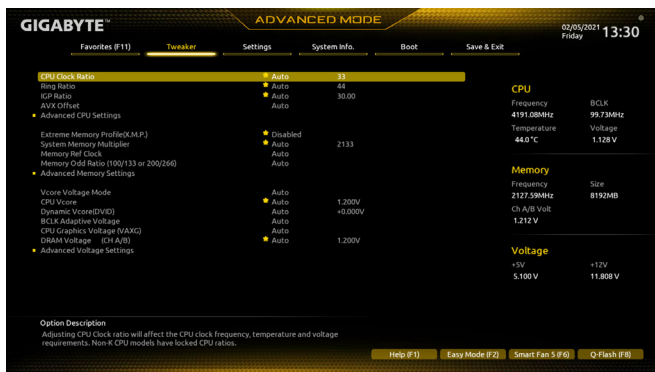 GIGABYTE™
ADVANCED MODE
02/05/2021
Friday
13:30
Favorites (F11) Tweaker Settings System Info. Boot Save & Exit
CPU Clock Ratio Auto 33
Ring Ratio Auto 44
IGP Ratio Auto 30.00
AVX Offset Auto
Advanced CPU Settings
Extreme Memory Profile(X.M.P.) Disabled
System Memory Multiplier Auto 2133
Memory Ref Clock Auto
Memory Odd Ratio (100/133 or 200/266) Auto
Advanced Memory Settings
Vcore Voltage Mode Auto
CPU Vcore Auto 1.200V
Dynamic Vcore(DVID) Auto +0.000V
BCLK Adaptive Voltage Auto
CPU Graphics Voltage (VAXG) Auto
DRAM Voltage (CH A/B) Auto 1.200V
Advanced Voltage Settings
CPU
Frequency BCLK
4191.08MHz 99.73MHz
Temperature Voltage
44.0 °C 1.128 V
Memory
Frequency Size
2127.59MHz 8192MB
Ch A/B Volt
1.212 V
Voltage
+5V +12V
5.100 V 11.808 V
Option Description
Adjusting CPU Clock ratio will affect the CPU clock frequency, temperature and voltage
requirements. Non-K CPU models have locked CPU ratios.
Help (F1) Easy Mode (F2) Smart Fan 5 (F6) Q-Flash (F8)